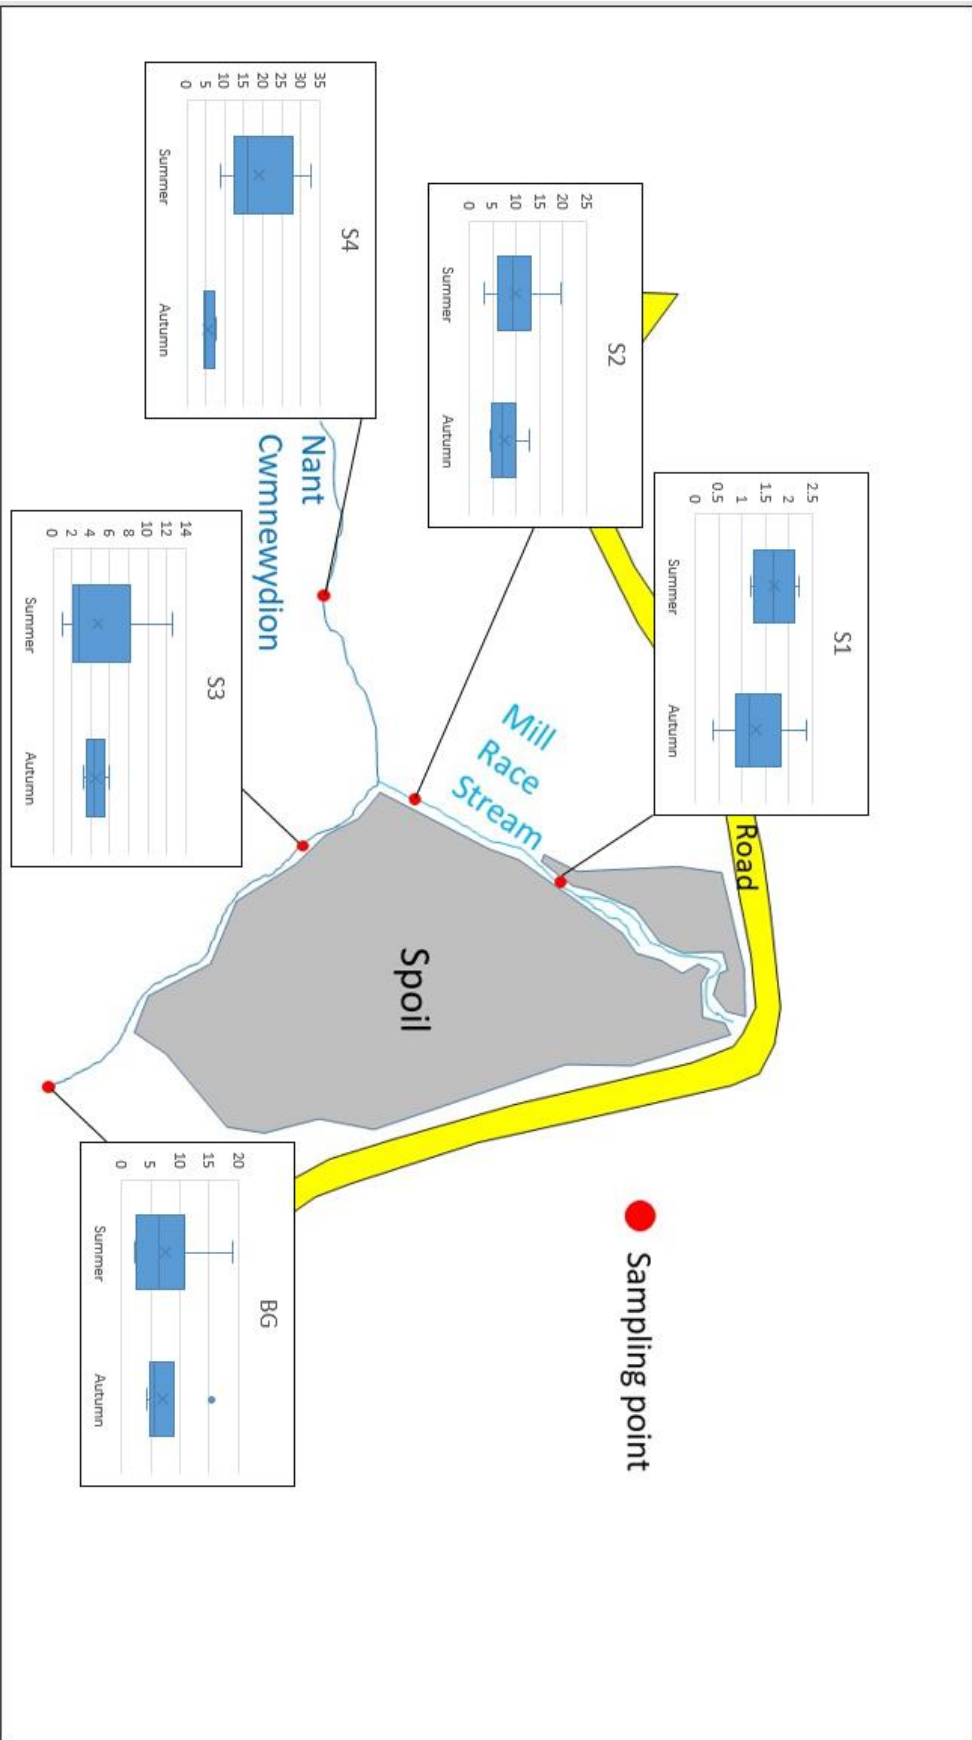 S1
2.5
2
1.5
1
0.5
0
Summer
Autumn
S2
25
20
15
10
5
0
Summer
Autumn
S4
35
30
25
20
15
10
5
0
Summer
Autumn
S3
14
12
10
8
6
4
2
0
Summer
Autumn
BG
20
15
10
5
0
Summer
Autumn
Road
Mill
Race
Stream
Nant
Cwmnewydion
Spoil
Sampling point